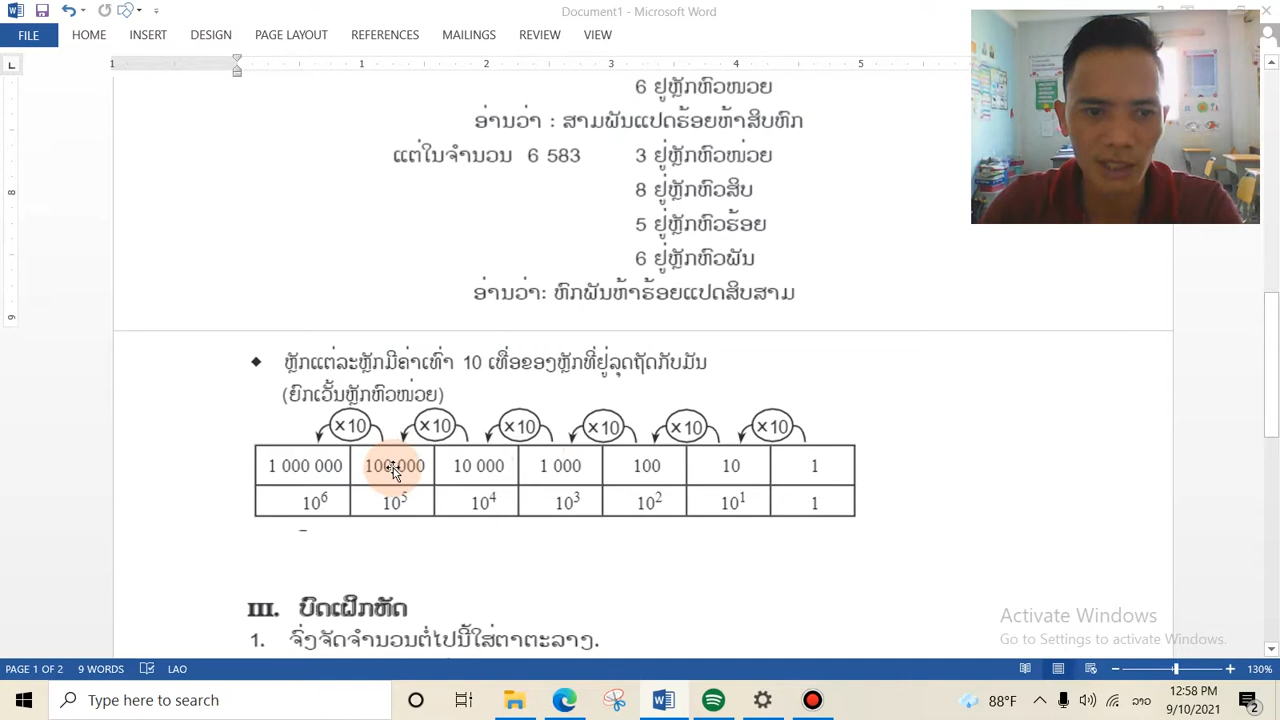 Document1 - Microsoft Word
FILE HOME INSERT DESIGN PAGE LAYOUT REFERENCES MAILINGS REVIEW VIEW
1 1 2 3 4 5
6 ຢູ່ຫຼັກຫົວໜວຍ
ອ່ານວ່າ : ສາມພັນແປດຮ້ອຍຫ້າສິບຫົກ
ແຕ່ໃນຈຳນວນ 6 583 3 ຢູ່ຫຼັກຫົວໜ່ວຍ
8 ຢູ່ຫຼັກຫົວສິບ
8
5 ຢູ່ຫຼັກຫົວຮ້ອຍ
6 ຢູ່ຫຼັກຫົວພັນ
ອ່ານວ່າ: ຫົກພັນຫ້າຮ້ອຍແປດສິບສາມ
9
◆ ຫຼັກແຕ່ລະຫຼັກມີຄ່າເທົ່າ 10 ເທື່ອຂອງຫຼັກທີ່ຢູ່ລຸດຖັດກັບມັນ
(ຍົກເວັ້ນຫຼັກຫົວໜ່ວຍ)
×10 ×10 ×10 ×10 ×10 ×10
1 000 000 100 000 10 000 1 000 100 10 1
10⁶ 10⁵ 10⁴ 10³ 10² 10¹ 1
III. ບົດເຝິກຫັດ
1. ຈົ່ງຈັດຈຳນວນຕໍ່ໄປນີ້ໃສ່ຕາຕະລາງ.
Activate Windows
Go to Settings to activate Windows.
PAGE 1 OF 2 9 WORDS LAO 130%
Type here to search 88°F ລາວ 12:58 PM
9/10/2021 2